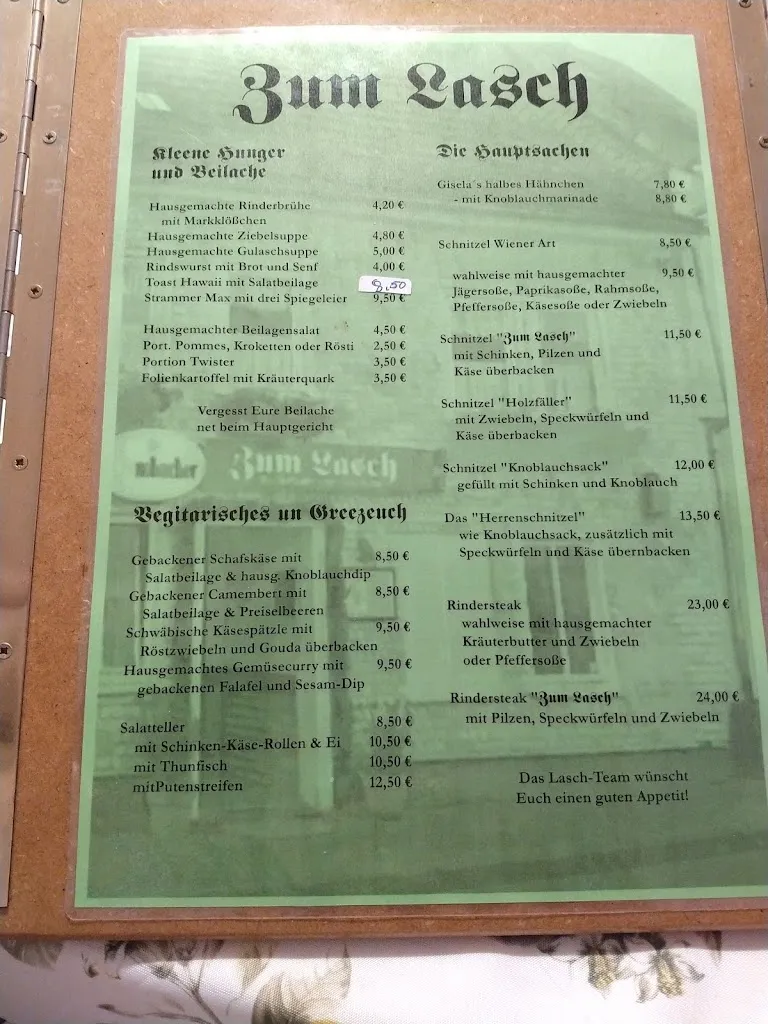 Zum Lasch
Kleene Hunger
und Beilache
Hausgemachte Rinderbrühe 4,20 €
mit Markklößchen
Hausgemachte Ziebelsuppe 4,80 €
Hausgemachte Gulaschsuppe 5,00 €
Rindswurst mit Brot und Senf 4,00 €
Toast Hawaii mit Salatbeilage 8,50
Strammer Max mit drei Spiegeleier 9,50 €
Hausgemachter Beilagensalat 4,50 €
Port. Pommes, Kroketten oder Rösti 2,50 €
Portion Twister 3,50 €
Folienkartoffel mit Kräuterquark 3,50 €
Vergesst Eure Beilache
net beim Hauptgericht
Zum Lasch
Vegitarisches un Greezeuch
Gebackener Schafskäse mit 8,50 €
Salatbeilage & hausg. Knoblauchdip
Gebackener Camembert mit 8,50 €
Salatbeilage & Preiselbeeren
Schwäbische Käsespätzle mit 9,50 €
Röstzwiebeln und Gouda überbacken
Hausgemachtes Gemüsecurry mit 9,50 €
gebackenen Falafel und Sesam-Dip
Salatteller 8,50 €
mit Schinken-Käse-Rollen & Ei 10,50 €
mit Thunfisch 10,50 €
mitPutenstreifen 12,50 €
Die Hauptsachen
Gisela´s halbes Hähnchen 7,80 €
- mit Knoblauchmarinade 8,80 €
Schnitzel Wiener Art 8,50 €
wahlweise mit hausgemachter 9,50 €
Jägersoße, Paprikasoße, Rahmsoße,
Pfeffersoße, Käsesoße oder Zwiebeln
Schnitzel "Zum Lasch" 11,50 €
mit Schinken, Pilzen und
Käse überbacken
Schnitzel "Holzfäller" 11,50 €
mit Zwiebeln, Speckwürfeln und
Käse überbacken
Schnitzel "Knoblauchsack" 12,00 €
gefüllt mit Schinken und Knoblauch
Das "Herrenschnitzel" 13,50 €
wie Knoblauchsack, zusätzlich mit
Speckwürfeln und Käse übernbacken
Rindersteak 23,00 €
wahlweise mit hausgemachter
Kräuterbutter und Zwiebeln
oder Pfeffersoße
Rindersteak "Zum Lasch" 24,00 €
mit Pilzen, Speckwürfeln und Zwiebeln
Das Lasch-Team wünscht
Euch einen guten Appetit!